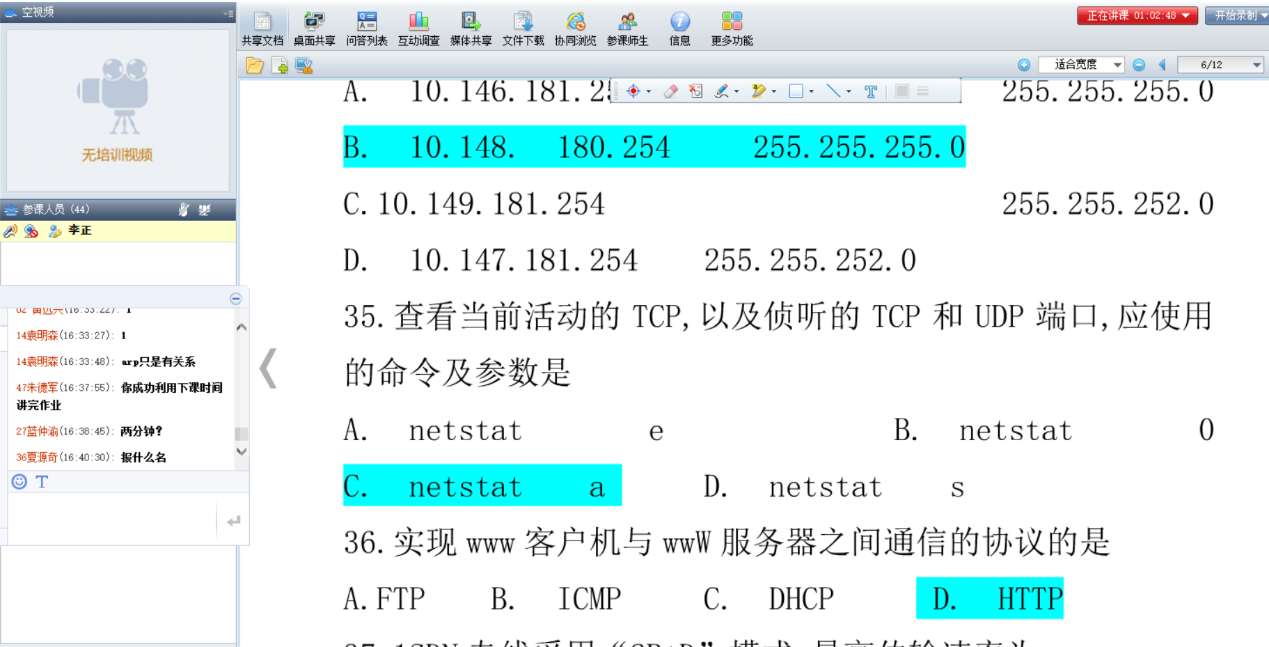 空视频
无培训视频
参课人员 (44)
李正
14袁明森(16:33:27): 1
14袁明森(16:33:48): arp只是有关系
47朱德军(16:37:55): 你成功利用下课时间
讲完作业
27蓝仲渝(16:38:45): 两分钟?
36夏源奇(16:40:30): 报什么名
共享文档 桌面共享 问答列表 互动调查 媒体共享 文件下载 协同浏览 参课师生 信息 更多功能
正在讲课 01:02:48 开始录制
适合宽度 6/12
A. 10.146.181.2 255.255.255.0
B. 10.148. 180.254 255.255.255.0
C.10.149.181.254 255.255.252.0
D. 10.147.181.254 255.255.252.0
35.查看当前活动的 TCP,以及侦听的 TCP 和 UDP 端口,应使用
的命令及参数是
A. netstat e B. netstat 0
C. netstat a D. netstat s
36.实现 www 客户机与 wwW 服务器之间通信的协议的是
A.FTP B. ICMP C. DHCP D. HTTP